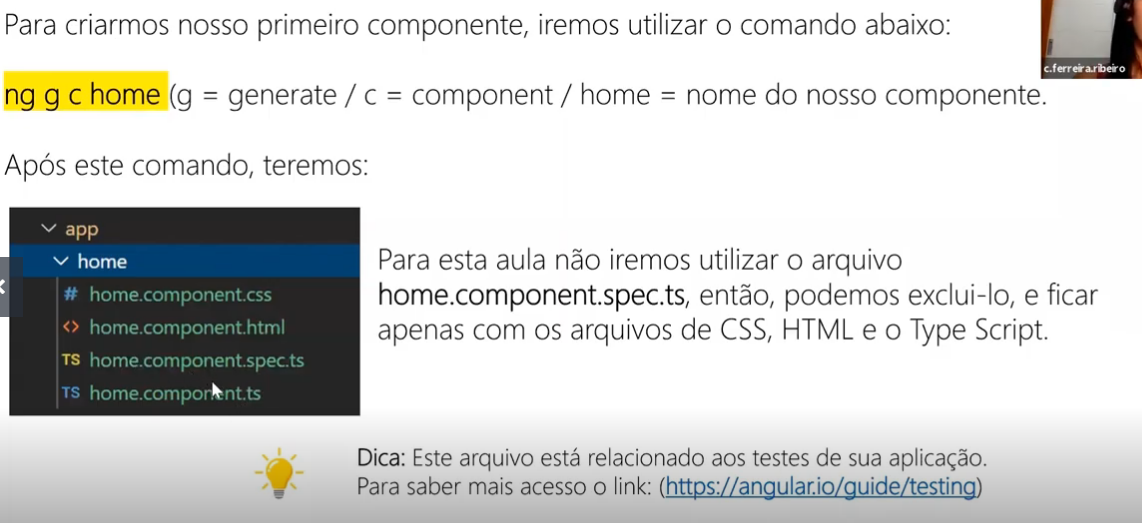 Para criarmos nosso primeiro componente, iremos utilizar o comando abaixo:
c.ferreira.ribeiro
ng g c home (g = generate / c = component / home = nome do nosso componente.
Após este comando, teremos:
app
home
# home.component.css
<> home.component.html
TS home.component.spec.ts
TS home.component.ts
Para esta aula não iremos utilizar o arquivo
home.component.spec.ts, então, podemos exclui-lo, e ficar
apenas com os arquivos de CSS, HTML e o Type Script.
Dica: Este arquivo está relacionado aos testes de sua aplicação.
Para saber mais acesso o link: (https://angular.io/guide/testing)